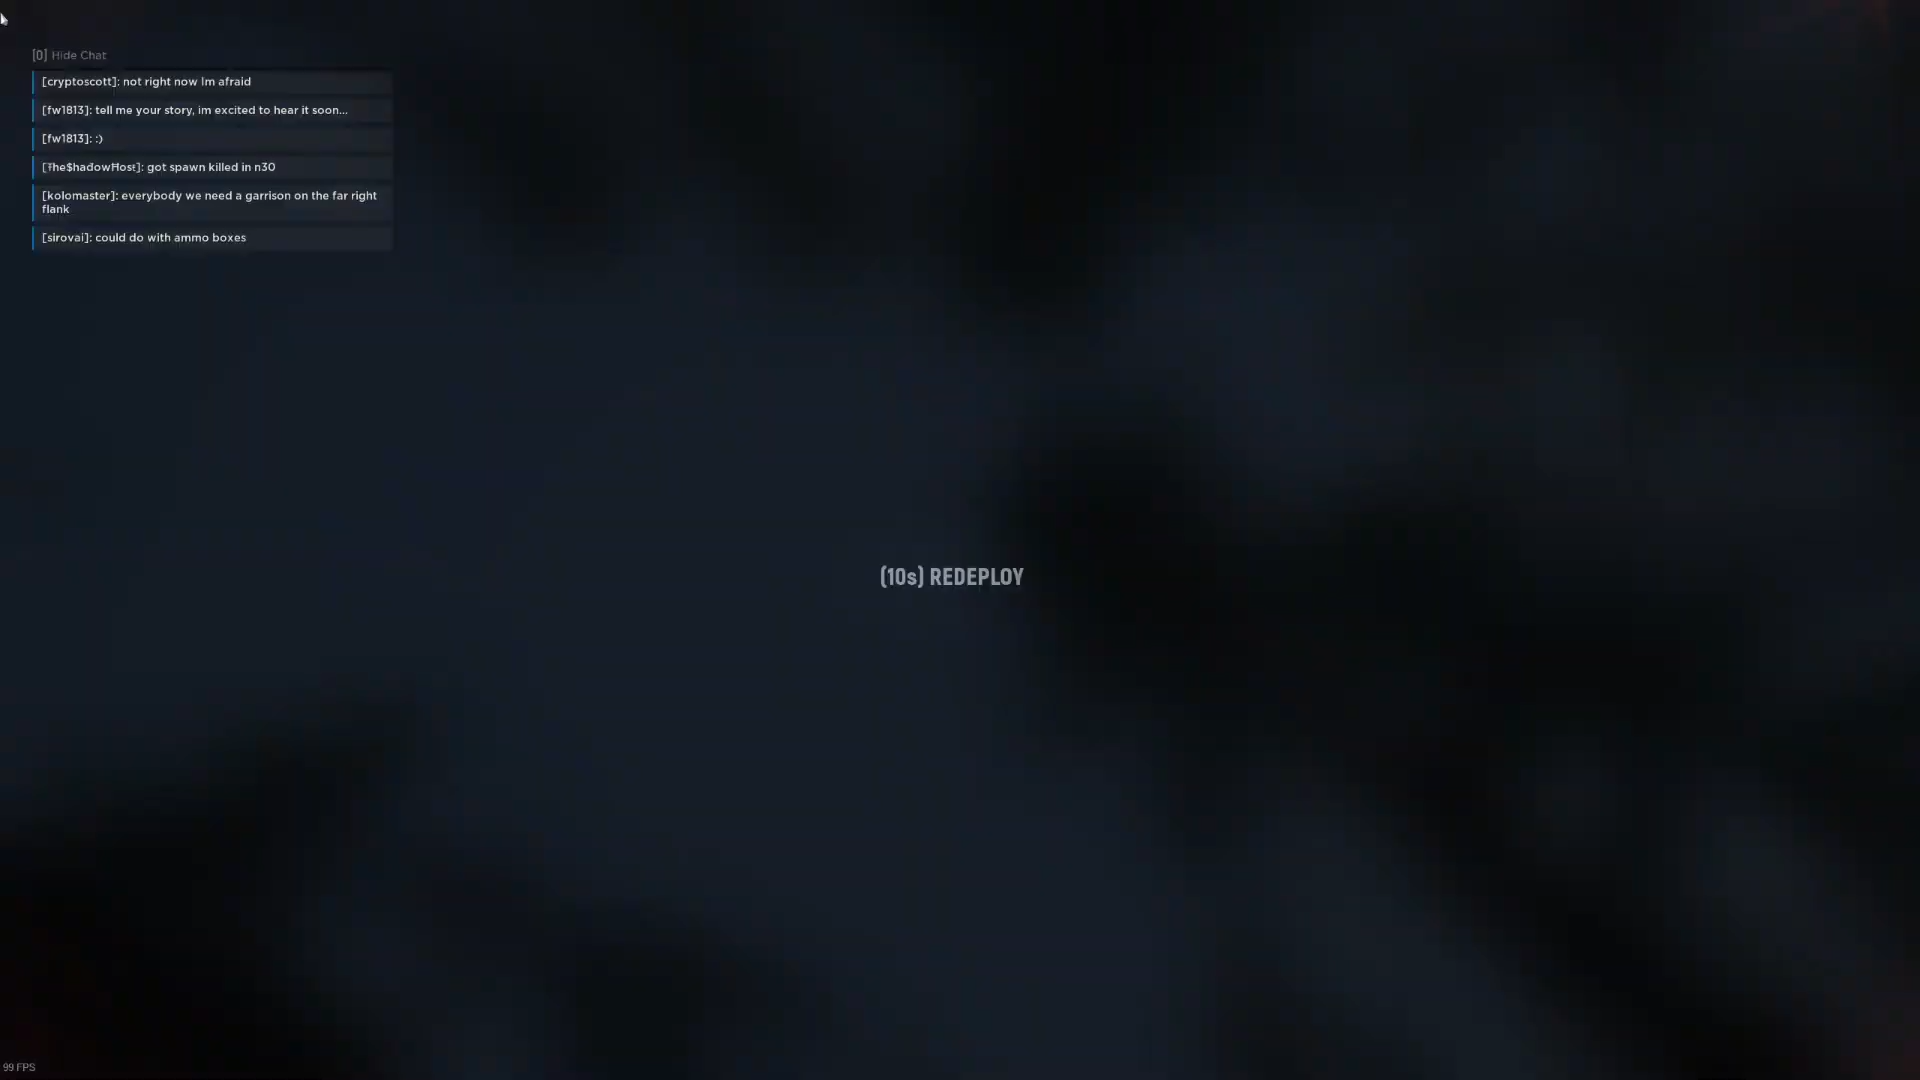 [0] Hide Chat
[cryptoscott]: not right now Im afraid
[fw1813]: tell me your story, im excited to hear it soon...
[fw1813]: :)
[Ŧhe$hađowĦosŧ]: got spawn killed in n30
[kolomaster]: everybody we need a garrison on the far right
flank
[sirovai]: could do with ammo boxes
(10s) REDEPLOY
99 FPS